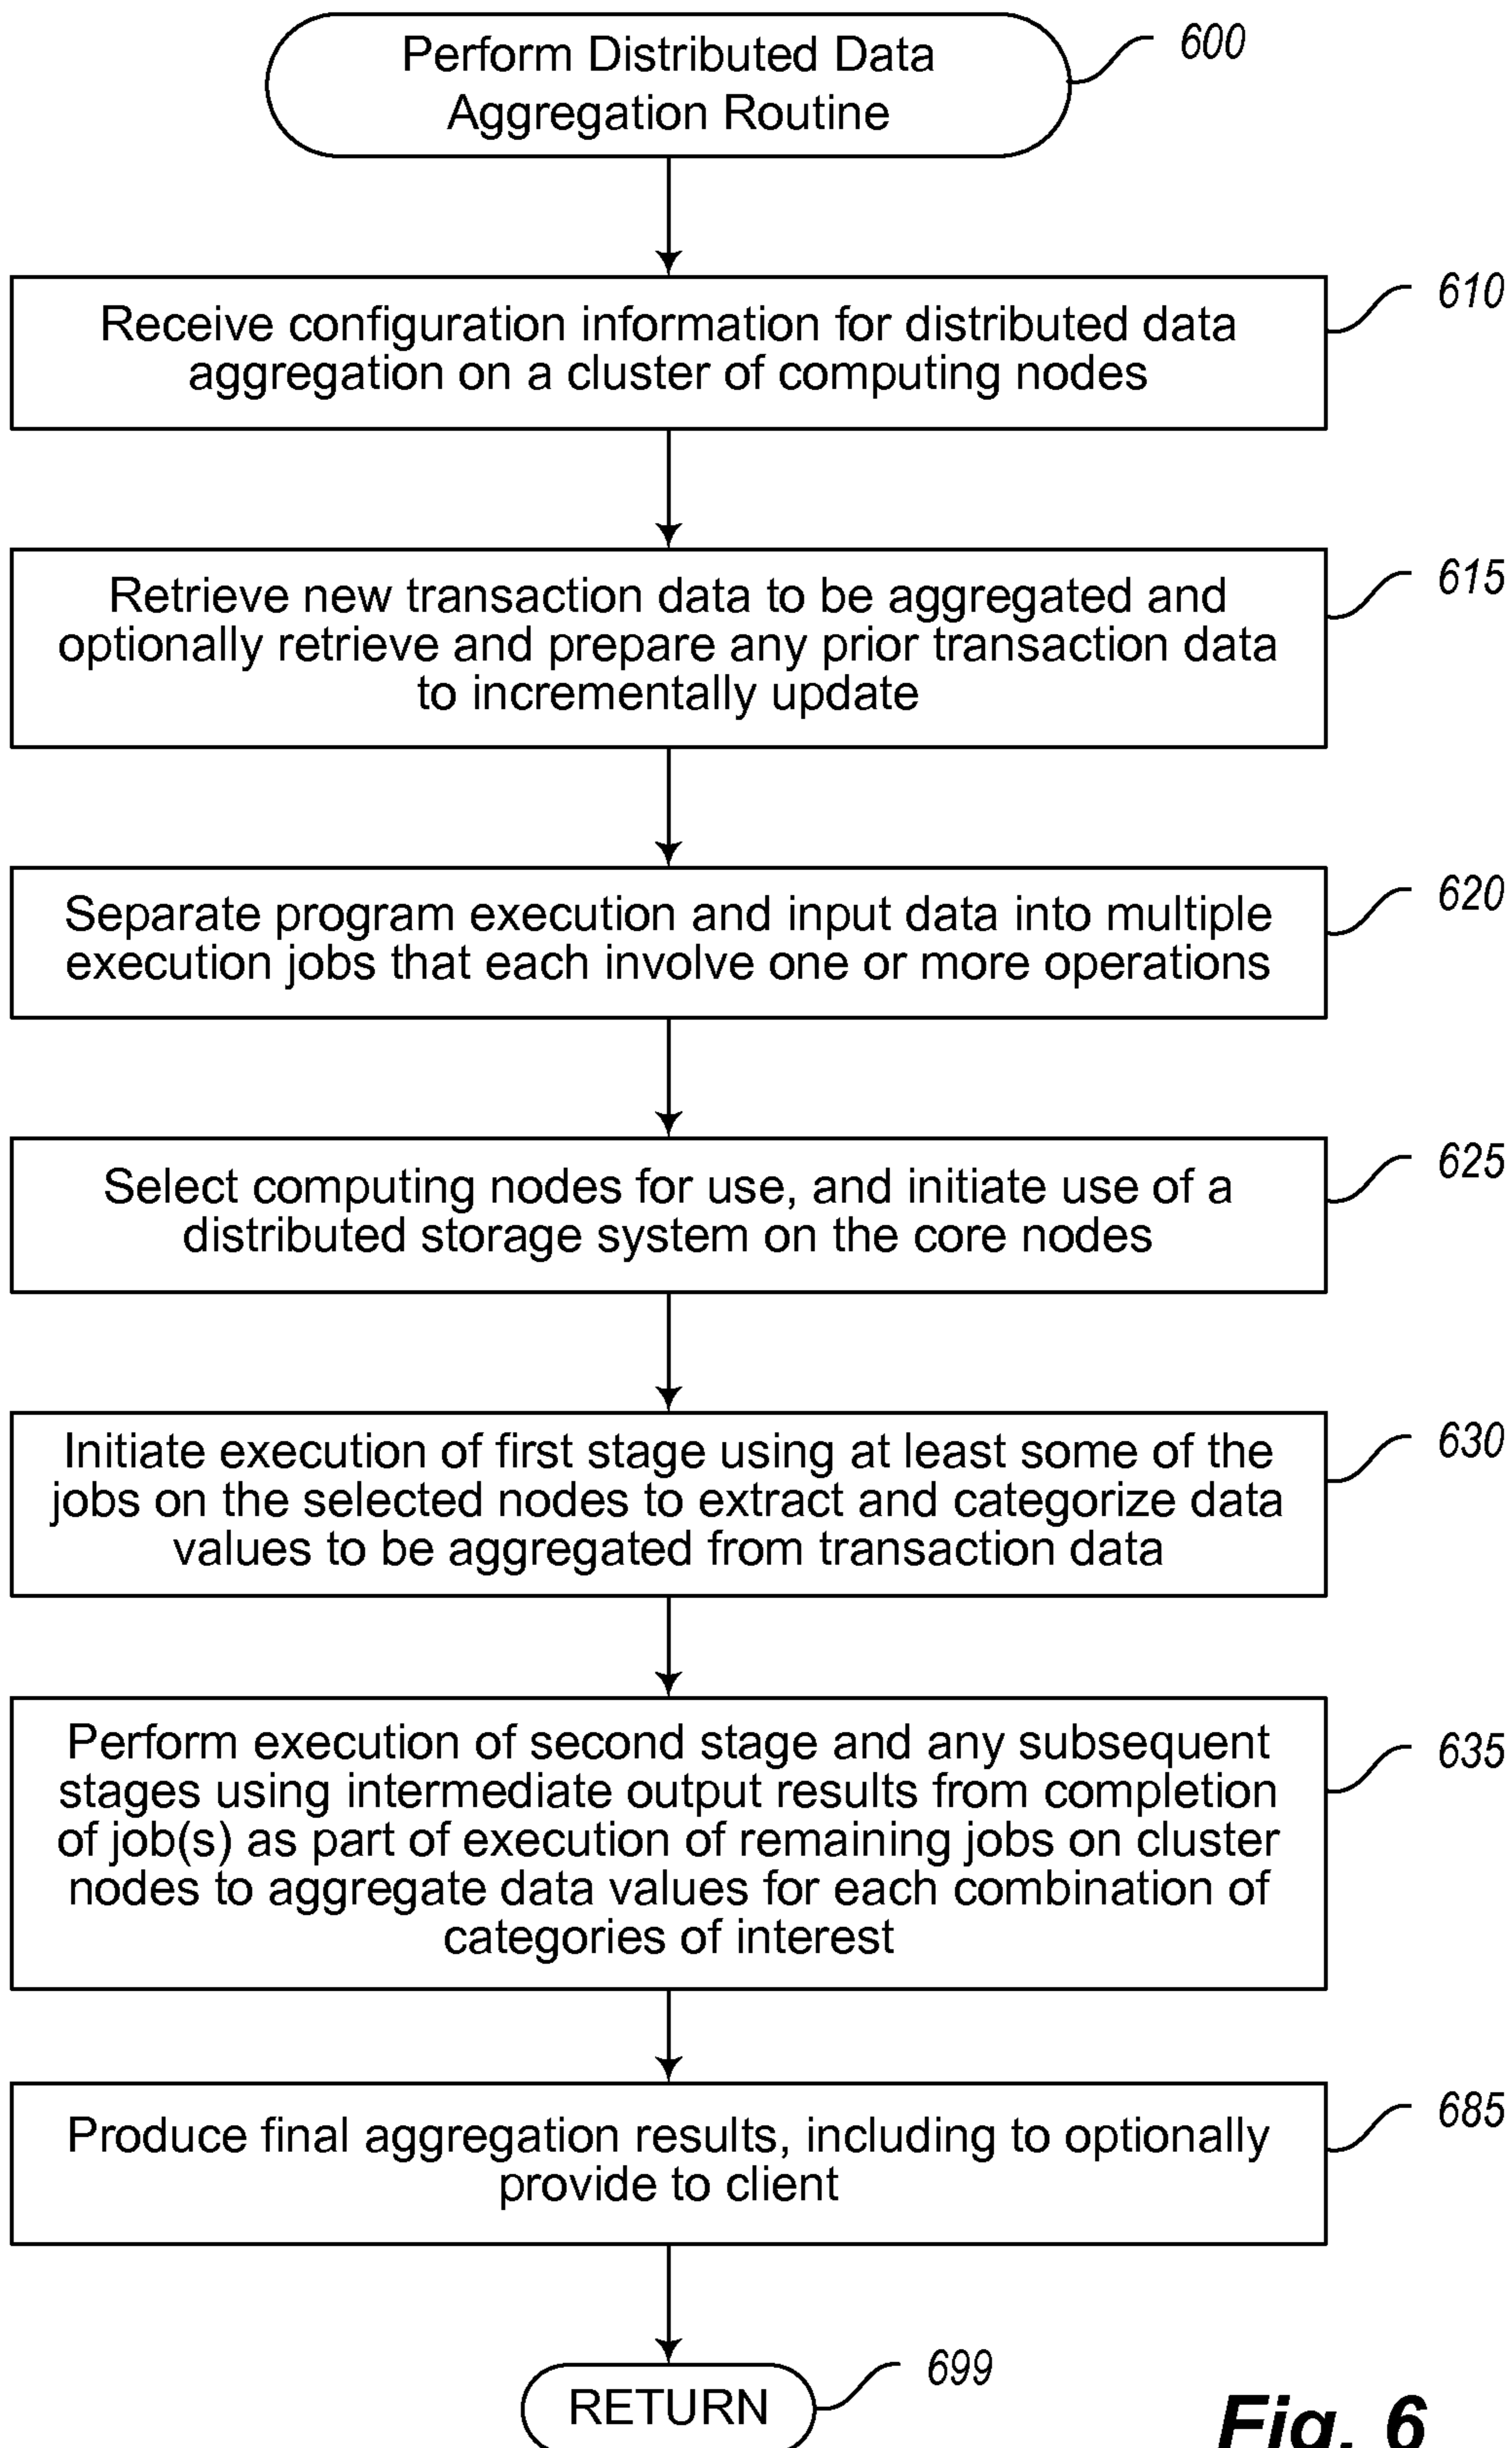 Perform Distributed Data
Aggregation Routine
600
Receive configuration information for distributed data
aggregation on a cluster of computing nodes
610
Retrieve new transaction data to be aggregated and
optionally retrieve and prepare any prior transaction data
to incrementally update
615
Separate program execution and input data into multiple
execution jobs that each involve one or more operations
620
Select computing nodes for use, and initiate use of a
distributed storage system on the core nodes
625
Initiate execution of first stage using at least some of the
jobs on the selected nodes to extract and categorize data
values to be aggregated from transaction data
630
Perform execution of second stage and any subsequent
stages using intermediate output results from completion
of job(s) as part of execution of remaining jobs on cluster
nodes to aggregate data values for each combination of
categories of interest
635
Produce final aggregation results, including to optionally
provide to client
685
RETURN
699
Fig. 6